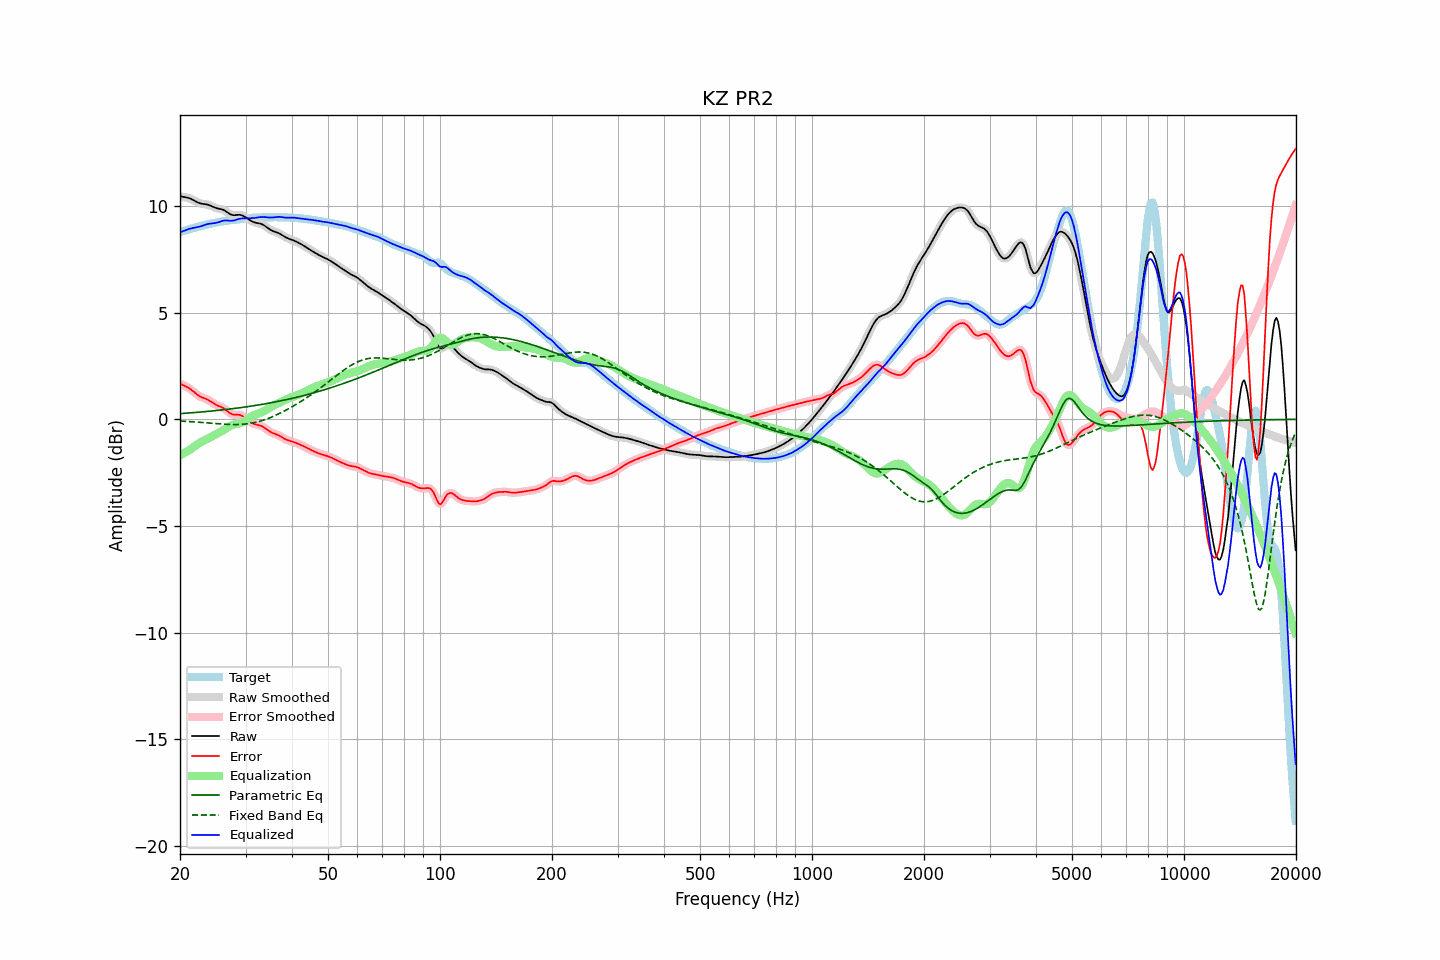 KZ PR2
Amplitude (dBr)
10
5
0
−5
−10
−15
−20
Target
Raw Smoothed
Error Smoothed
Raw
Error
Equalization
Parametric Eq
Fixed Band Eq
Equalized
20 50 100 200 500 1000 2000 5000 10000 20000
Frequency (Hz)